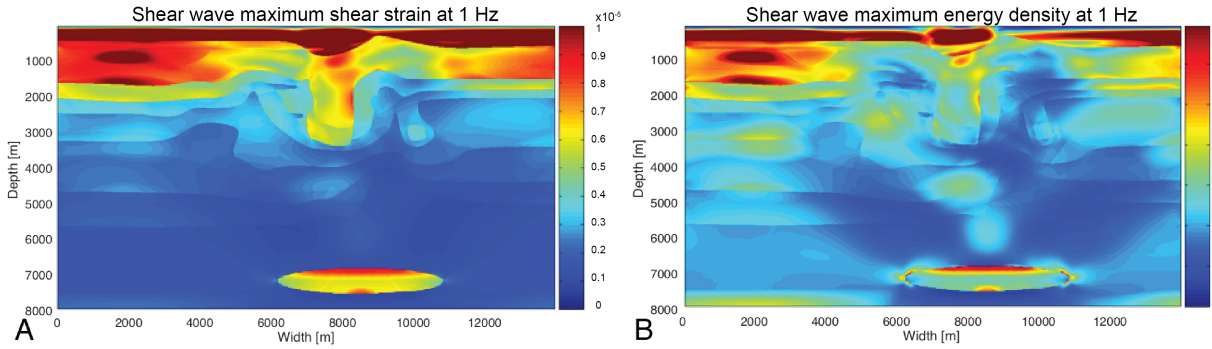 Shear wave maximum shear strain at 1 Hz
x10⁻⁵
1
0.9
0.8
0.7
0.6
0.5
0.4
0.3
0.2
0.1
0
1000
2000
3000
4000
5000
6000
7000
8000
Depth [m]
0 2000 4000 6000 8000 10000 12000
Width [m]
A
Shear wave maximum energy density at 1 Hz
1000
2000
3000
4000
5000
6000
7000
8000
Depth [m]
0 2000 4000 6000 8000 10000 12000
Width [m]
B